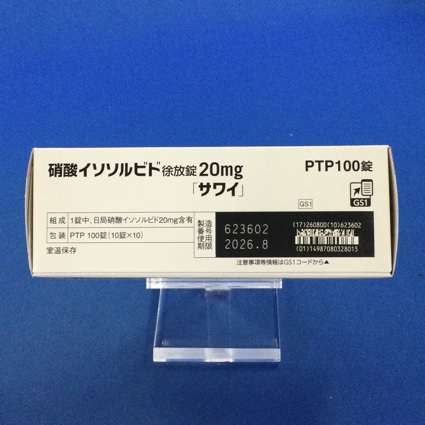 硝酸イソソルビド徐放錠20mg
「サワイ」
PTP100錠
GS1
GS1
組成 1錠中、日局硝酸イソソルビド20mg含有
包装 PTP 100錠(10錠×10)
室温保存
製造番号 623602
使用期限 2026.8
(17)260800(10)623602
(01)14987080328015
注意事項等情報はGS1コードから▲